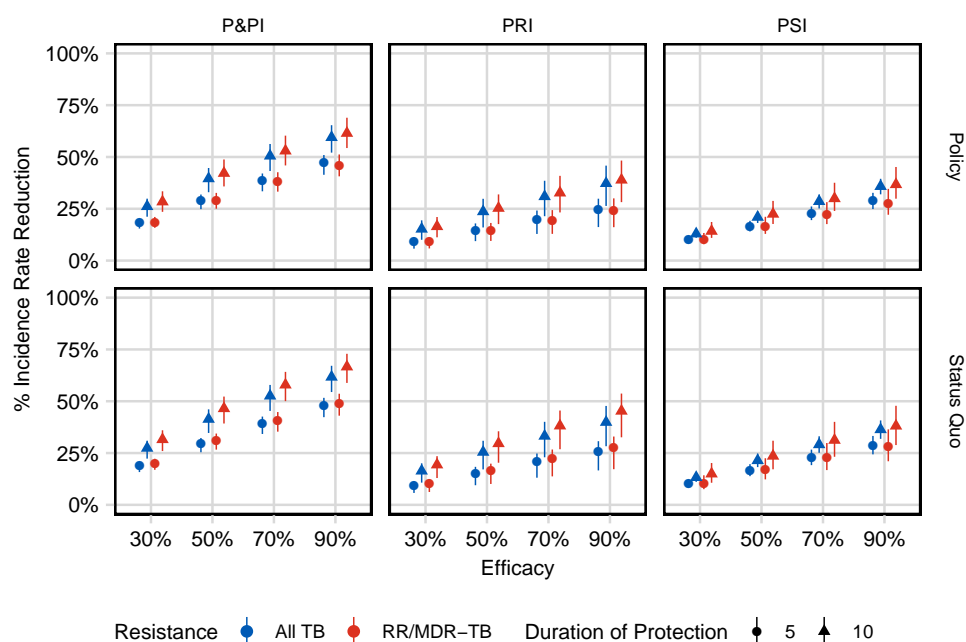 P&PI PRI PSI
100%
75%
50%
25%
0%
Policy
100%
75%
50%
25%
0%
Status Quo
% Incidence Rate Reduction
30% 50% 70% 90% 30% 50% 70% 90% 30% 50% 70% 90%
Efficacy
Resistance All TB RR/MDR−TB Duration of Protection 5 10